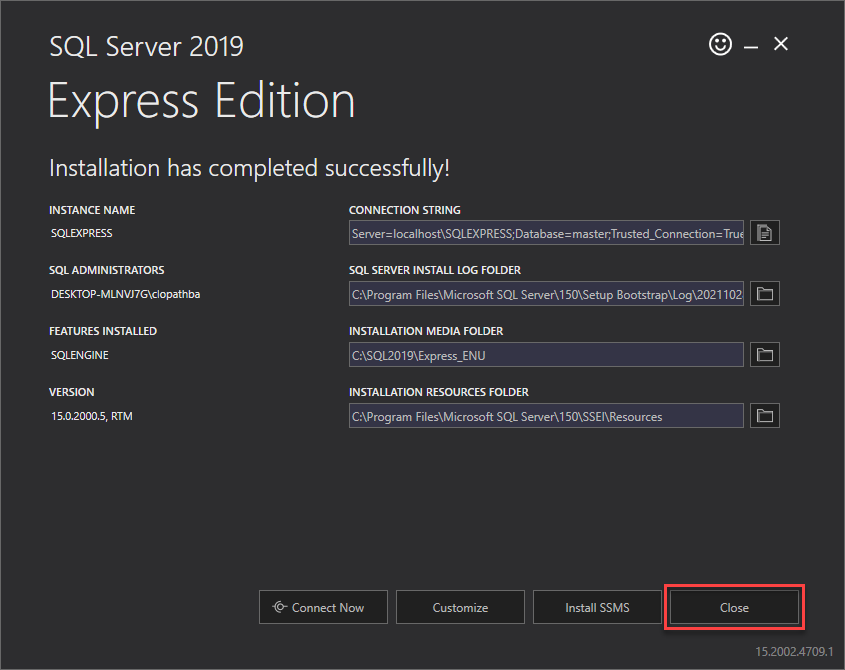 SQL Server 2019
Express Edition
Installation has completed successfully!
INSTANCE NAME
SQLEXPRESS
CONNECTION STRING
Server=localhost\SQLEXPRESS;Database=master;Trusted_Connection=True
SQL ADMINISTRATORS
DESKTOP-MLNVJ7G\clopathba
SQL SERVER INSTALL LOG FOLDER
C:\Program Files\Microsoft SQL Server\150\Setup Bootstrap\Log\20211102
FEATURES INSTALLED
SQLENGINE
INSTALLATION MEDIA FOLDER
C:\SQL2019\Express_ENU
VERSION
15.0.2000.5, RTM
INSTALLATION RESOURCES FOLDER
C:\Program Files\Microsoft SQL Server\150\SSEI\Resources
Connect Now
Customize
Install SSMS
Close
15.2002.4709.1